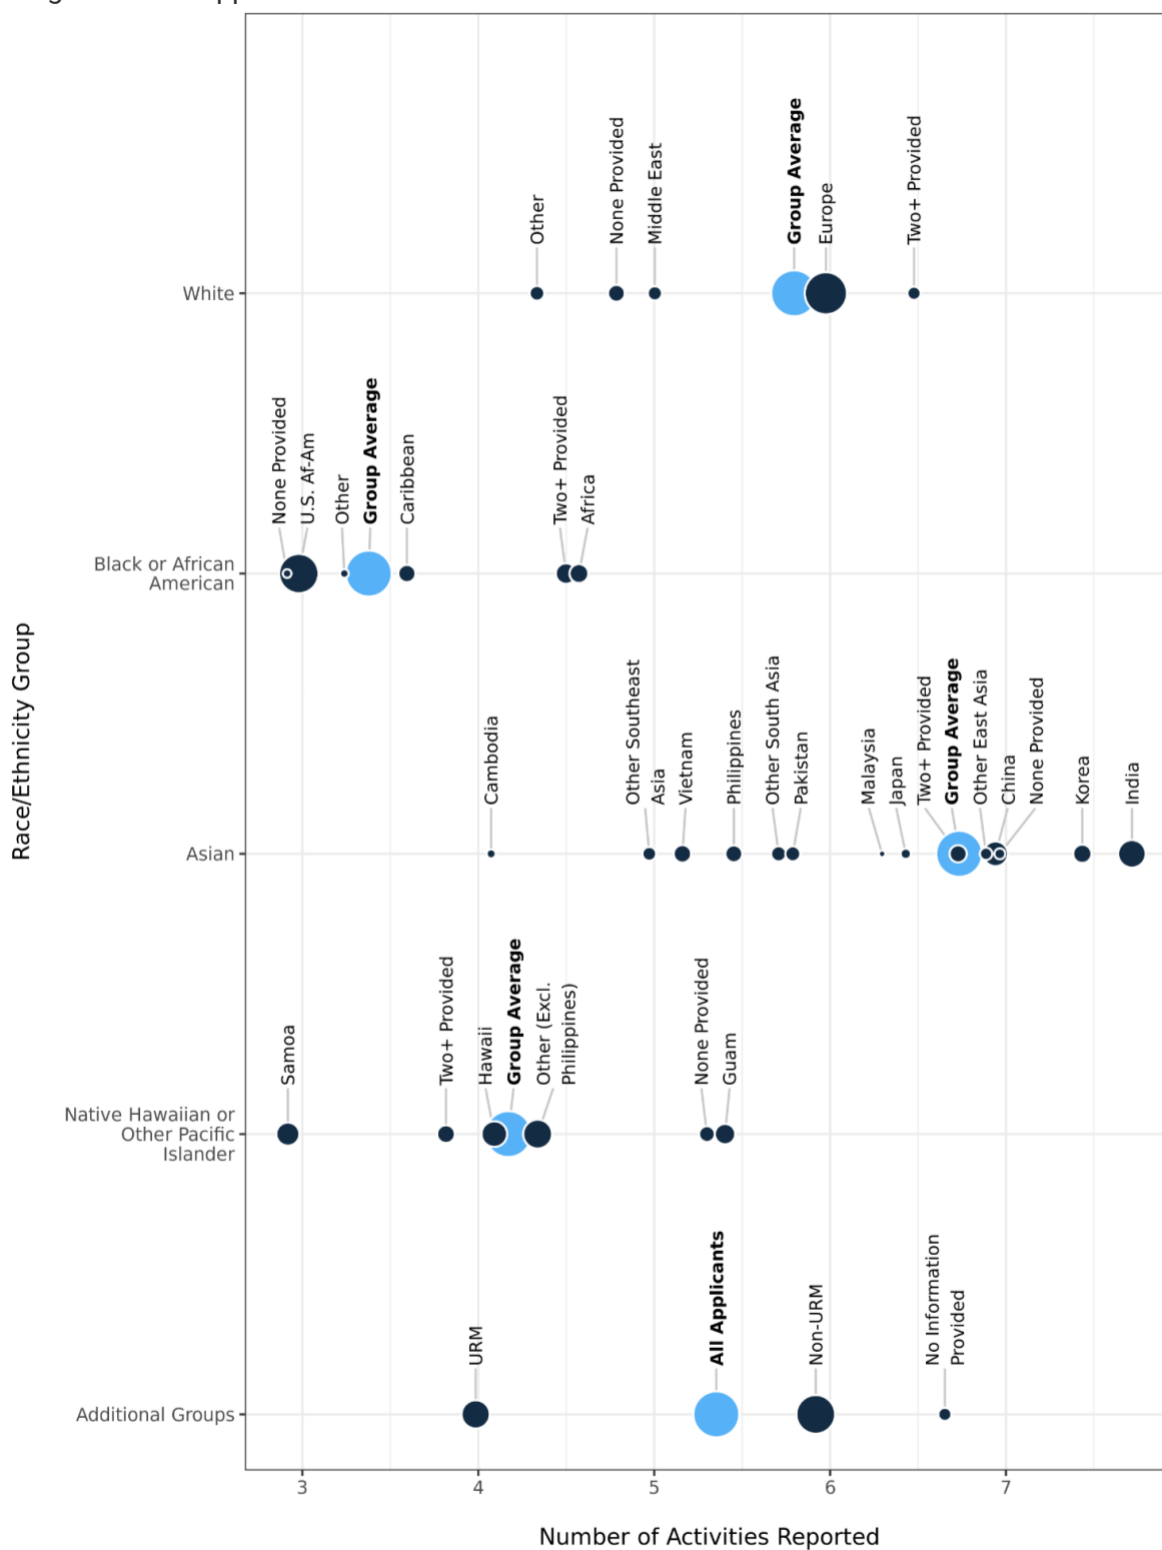 Other
None Provided
Middle East
Group Average
Europe
Two+ Provided
White
None Provided
U.S. Af-Am
Other
Group Average
Caribbean
Two+ Provided
Africa
Black or African
American
Cambodia
Other Southeast
Asia
Vietnam
Philippines
Other South Asia
Pakistan
Malaysia
Japan
Two+ Provided
Group Average
Other East Asia
China
None Provided
Korea
India
Asian
Samoa
Two+ Provided
Hawaii
Group Average
Other (Excl.
Philippines)
None Provided
Guam
Native Hawaiian or
Other Pacific
Islander
URM
All Applicants
Non-URM
No Information
Provided
Additional Groups
Race/Ethnicity Group
3 4 5 6 7
Number of Activities Reported